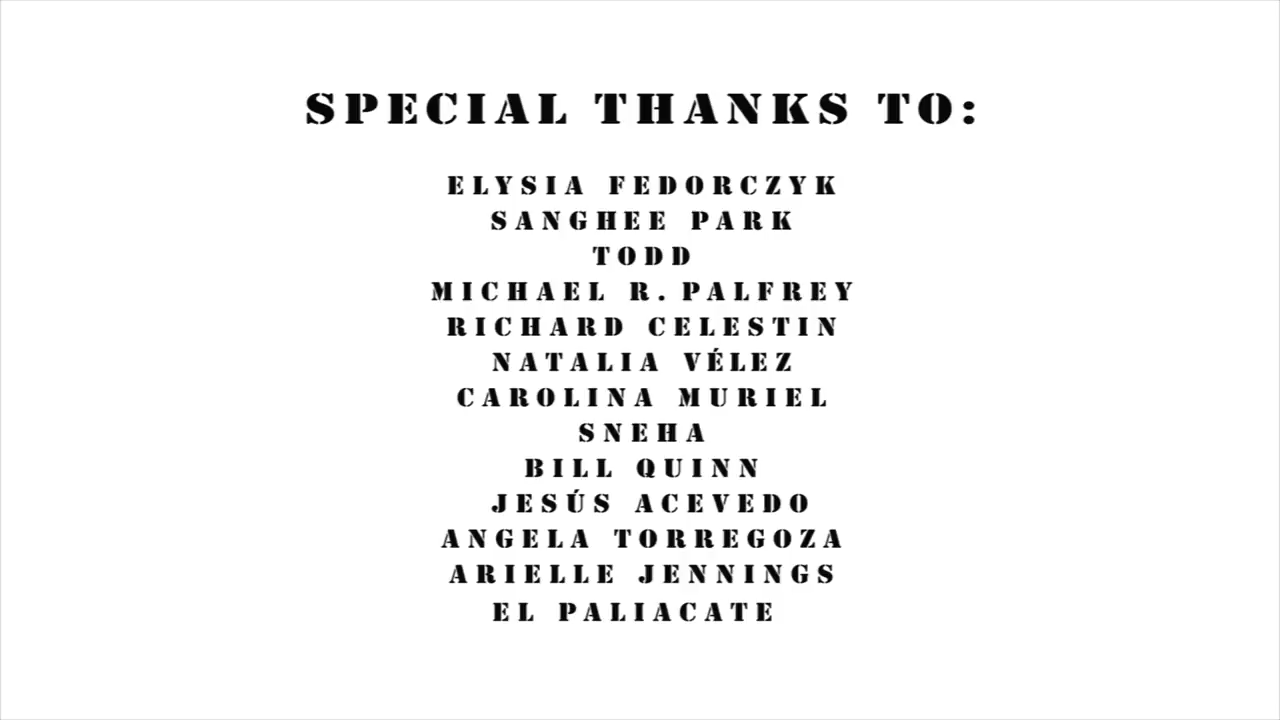 SPECIAL THANKS TO:
ELYSIA FEDORCZYK
SANGHEE PARK
TODD
MICHAEL R. PALFREY
RICHARD CELESTIN
NATALIA VÉLEZ
CAROLINA MURIEL
SNEHA
BILL QUINN
JESÚS ACEVEDO
ANGELA TORREGOZA
ARIELLE JENNINGS
EL PALIACATE